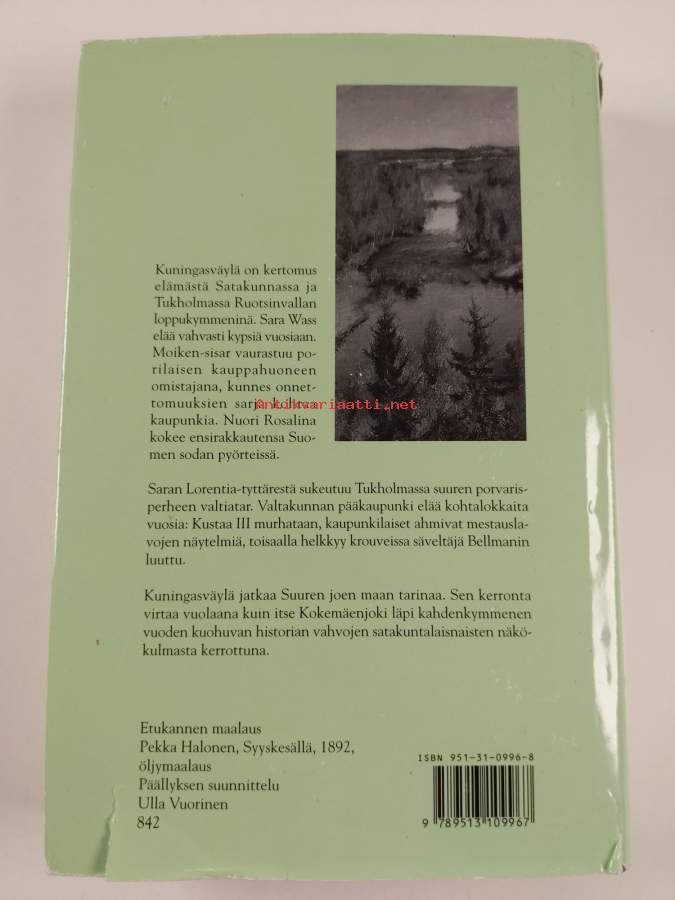 Kuningasväylä on kertomus
elämästä Satakunnassa ja
Tukholmassa Ruotsinvallan
loppukymmeninä. Sara Wass
elää vahvasti kypsiä vuosiaan.
Moiken-sisar vaurastuu po-
rilaisen kauppahuoneen
omistajana, kunnes onnet-
tomuuksien sarja
kaupunkia. Nuori Rosalina
kokee ensirakkautensa Suo-
men sodan pyörteissä.
Antikvariaatti.net
Saran Lorentia-tyttärestä sukeutuu Tukholmassa suuren porvaris-
perheen valtiatar. Valtakunnan pääkaupunki elää kohtalokkaita
vuosia: Kustaa III murhataan, kaupunkilaiset ahmivat mestausla-
vojen näytelmiä, toisaalla helkkyy krouveissa säveltäjä Bellmanin
luuttu.
Kuningasväylä jatkaa Suuren joen maan tarinaa. Sen kerronta
virtaa vuolaana kuin itse Kokemäenjoki läpi kahdenkymmenen
vuoden kuohuvan historian vahvojen satakuntalaisnaisten näkö-
kulmasta kerrottuna.
Etukannen maalaus
Pekka Halonen, Syyskesällä, 1892,
öljymaalaus
Päällyksen suunnittelu
Ulla Vuorinen
842
ISBN 951-31-0996-8
9 789513 109967